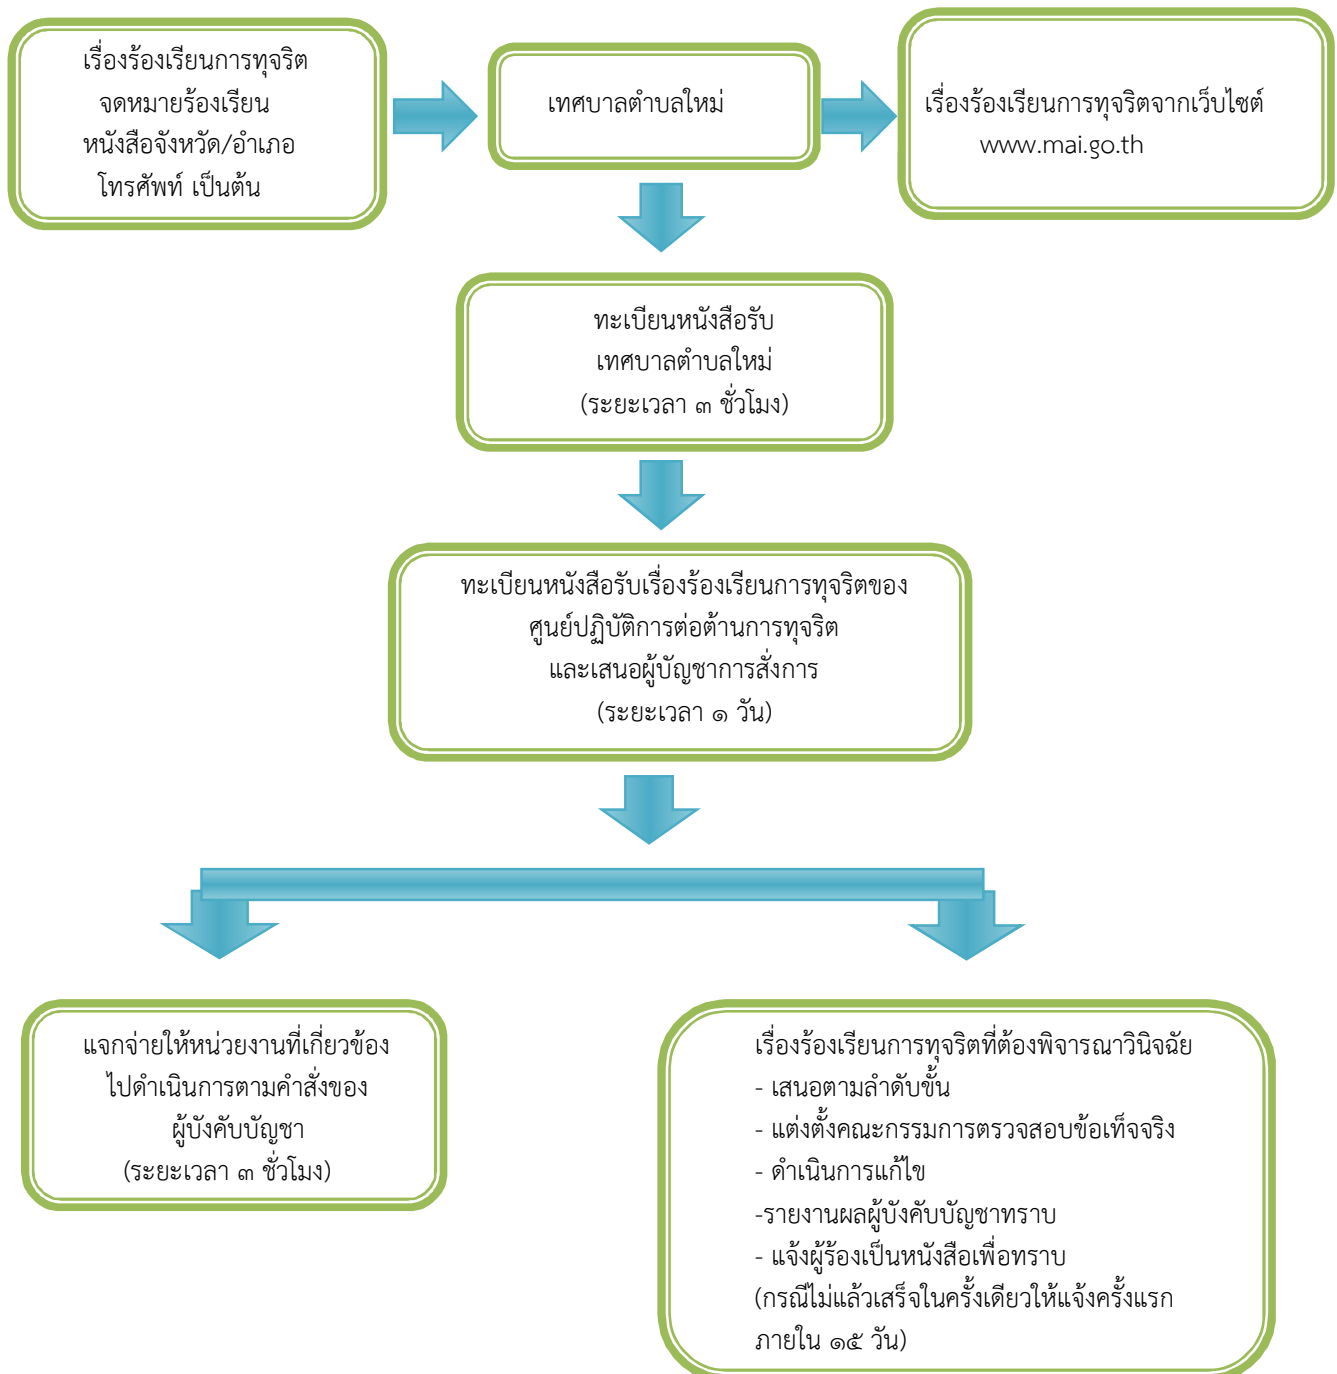 เรื่องร้องเรียนการทุจริต
จดหมายร้องเรียน
หนังสือจังหวัด/อำเภอ
โทรศัพท์ เป็นต้น
เทศบาลตำบลใหม่
เรื่องร้องเรียนการทุจริตจากเว็บไซต์
www.mai.go.th
ทะเบียนหนังสือรับ
เทศบาลตำบลใหม่
(ระยะเวลา ๓ ชั่วโมง)
ทะเบียนหนังสือรับเรื่องร้องเรียนการทุจริตของ
ศูนย์ปฏิบัติการต่อต้านการทุจริต
และเสนอผู้บัญชาการสั่งการ
(ระยะเวลา ๑ วัน)
แจกจ่ายให้หน่วยงานที่เกี่ยวข้อง
ไปดำเนินการตามคำสั่งของ
ผู้บังคับบัญชา
(ระยะเวลา ๓ ชั่วโมง)
เรื่องร้องเรียนการทุจริตที่ต้องพิจารณาวินิจฉัย
- เสนอตามลำดับขั้น
- แต่งตั้งคณะกรรมการตรวจสอบข้อเท็จจริง
- ดำเนินการแก้ไข
-รายงานผลผู้บังคับบัญชาทราบ
- แจ้งผู้ร้องเป็นหนังสือเพื่อทราบ
(กรณีไม่แล้วเสร็จในครั้งเดียวให้แจ้งครั้งแรก
ภายใน ๑๕ วัน)